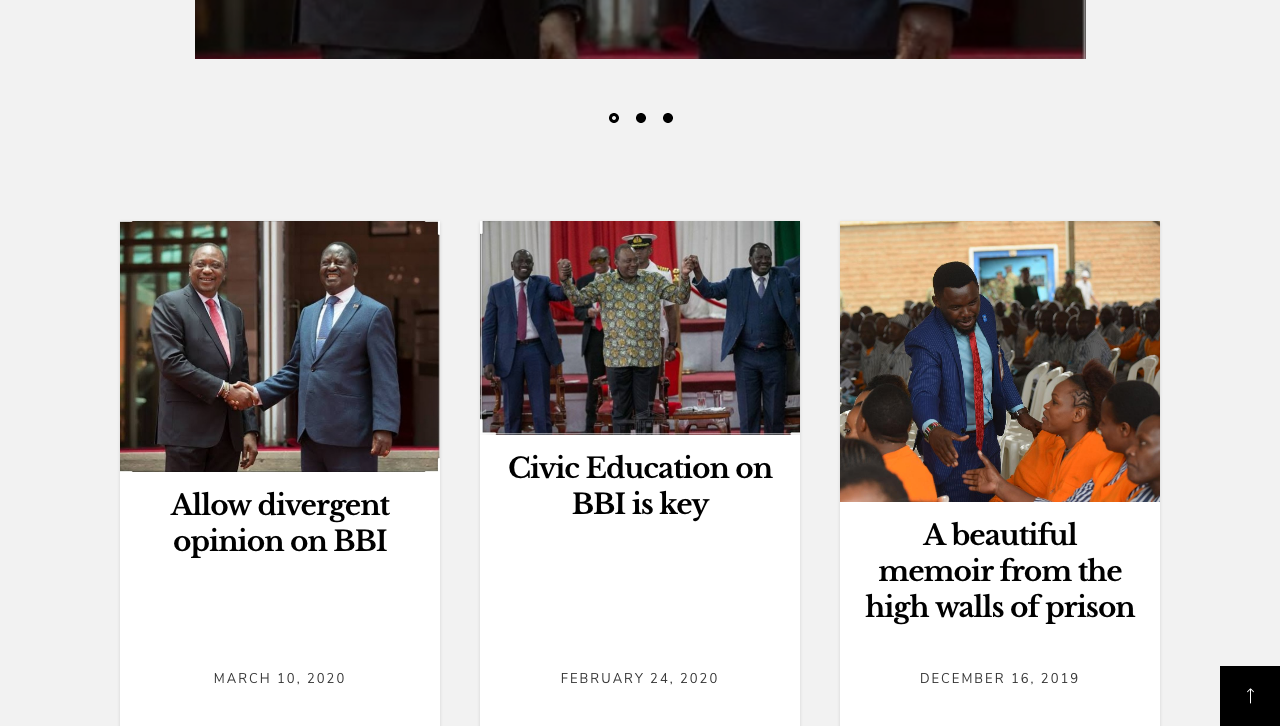 Allow divergent
opinion on BBI
MARCH 10, 2020
Civic Education on
BBI is key
FEBRUARY 24, 2020
A beautiful
memoir from the
high walls of prison
DECEMBER 16, 2019